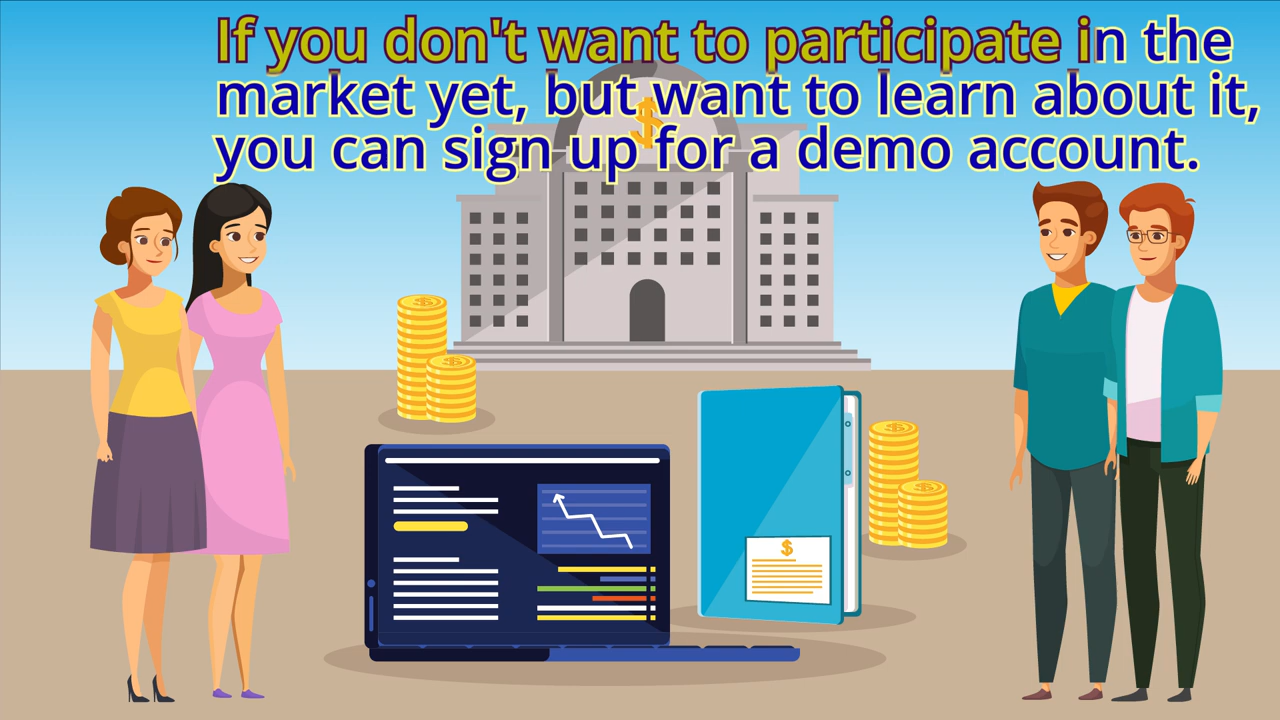 If you don't want to participate in the
market yet, but want to learn about it,
you can sign up for a demo account.
$
$